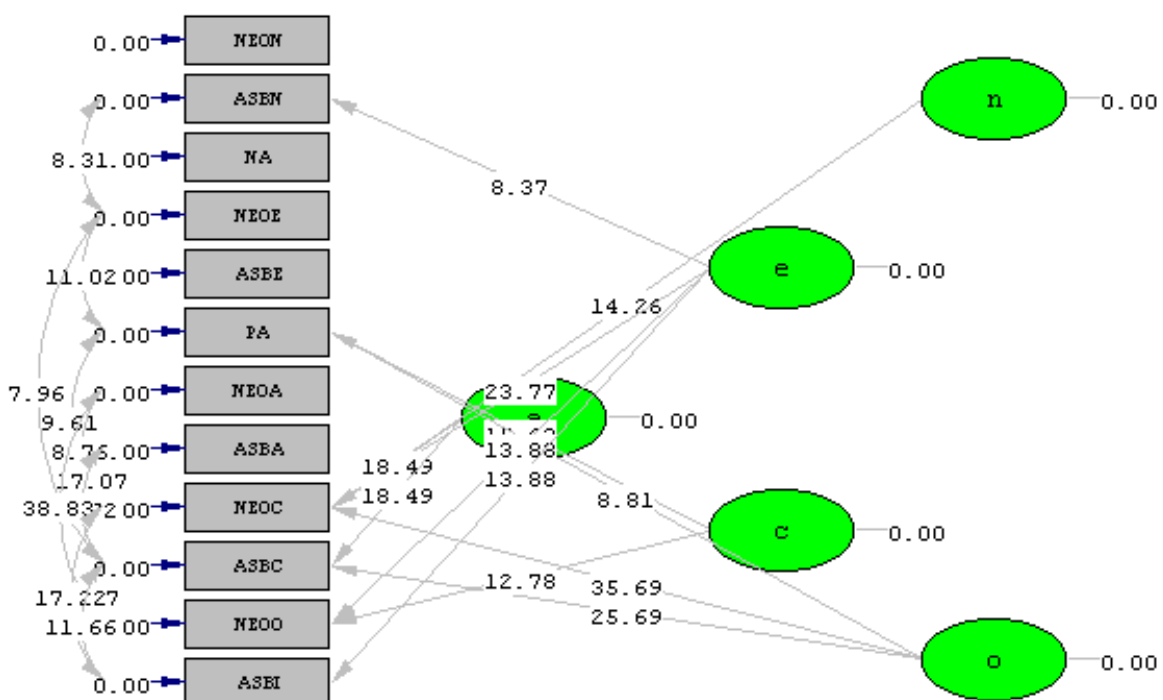 0.00 NEON
0.00 ASBN
8.31.00 NA
0.00 NEOE
11.02.00 ASBE
0.00 PA
0.00 NEOA
8.76.00 ASBA
2.00 NEOC
0.00 ASBC
NEOO
11.66.00
0.00 ASBI
7.96
9.61
17.07
38.83
17.227
n 0.00
8.37
e 0.00
14.26
23.77
0.00
13.88
18.49
13.88
18.49
8.81
c 0.00
12.78
35.69
25.69
o 0.00